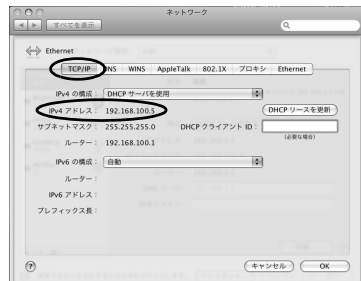 ネットワーク
すべてを表示
Ethernet
TCP/IP DNS WINS AppleTalk 802.1X プロキシ Ethernet
IPv4 の構成： DHCP サーバを使用
IPv4 アドレス： 192.168.100.5 DHCP リースを更新
サブネットマスク： 255.255.255.0 DHCP クライアント ID：
（必要な場合）
ルーター： 192.168.100.1
IPv6 の構成： 自動
ルーター：
IPv6 アドレス：
プレフィックス長：
? キャンセル OK